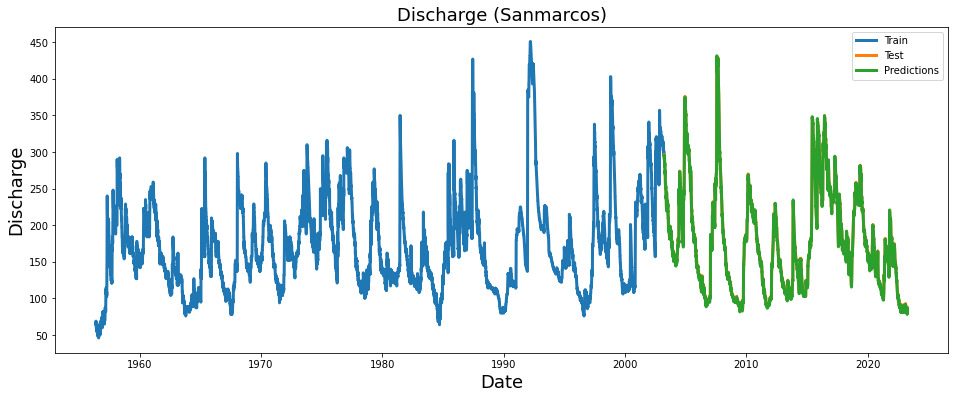 Discharge (Sanmarcos)
Train
Test
Predictions
Discharge
450
400
350
300
250
200
150
100
50
1960 1970 1980 1990 2000 2010 2020
Date